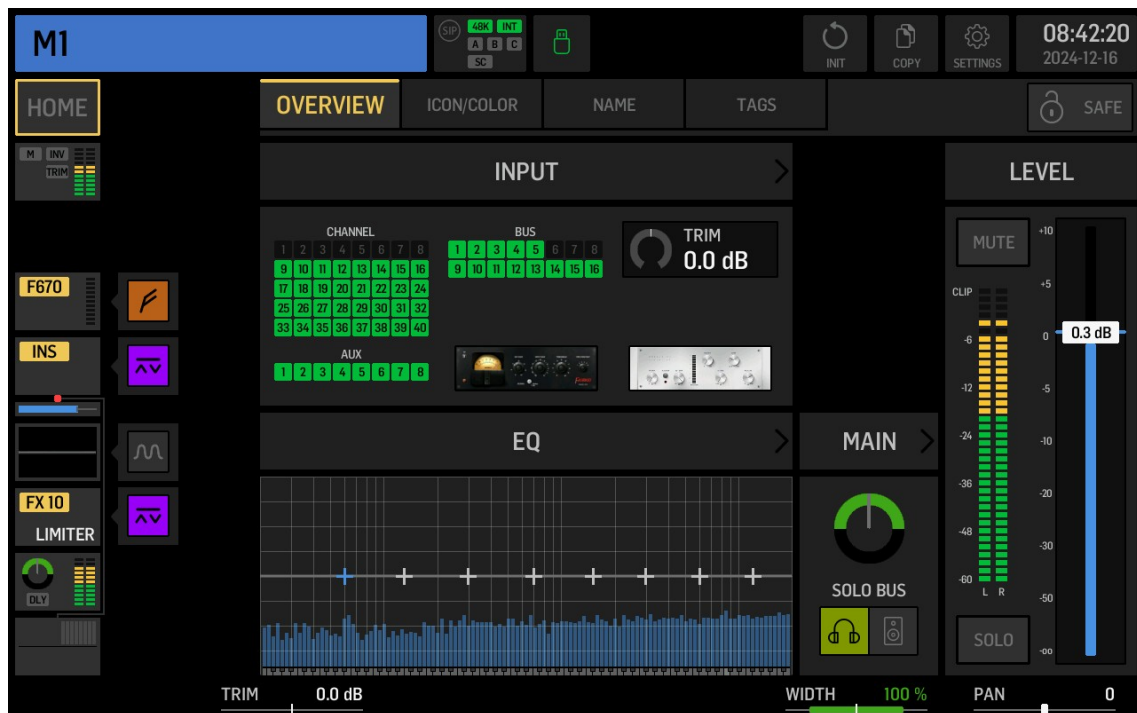 M1
SIP
48K INT
A B C
SC
INIT
COPY
SETTINGS
08:42:20
2024-12-16
HOME
OVERVIEW
ICON/COLOR
NAME
TAGS
SAFE
M INV
TRIM
INPUT
LEVEL
CHANNEL
1 2 3 4 5 6 7 8
9 10 11 12 13 14 15 16
17 18 19 20 21 22 23 24
25 26 27 28 29 30 31 32
33 34 35 36 37 38 39 40
BUS
1 2 3 4 5 6 7 8
9 10 11 12 13 14 15 16
TRIM
0.0 dB
AUX
1 2 3 4 5 6 7 8
MUTE
CLIP
-6
-12
-24
-36
-48
-60
L R
SOLO
+10
+5
0
-5
-10
-20
-30
-50
-oo
0.3 dB
F670
INS
FX 10
LIMITER
DLY
EQ
MAIN
SOLO BUS
TRIM 0.0 dB
WIDTH 100 %
PAN 0